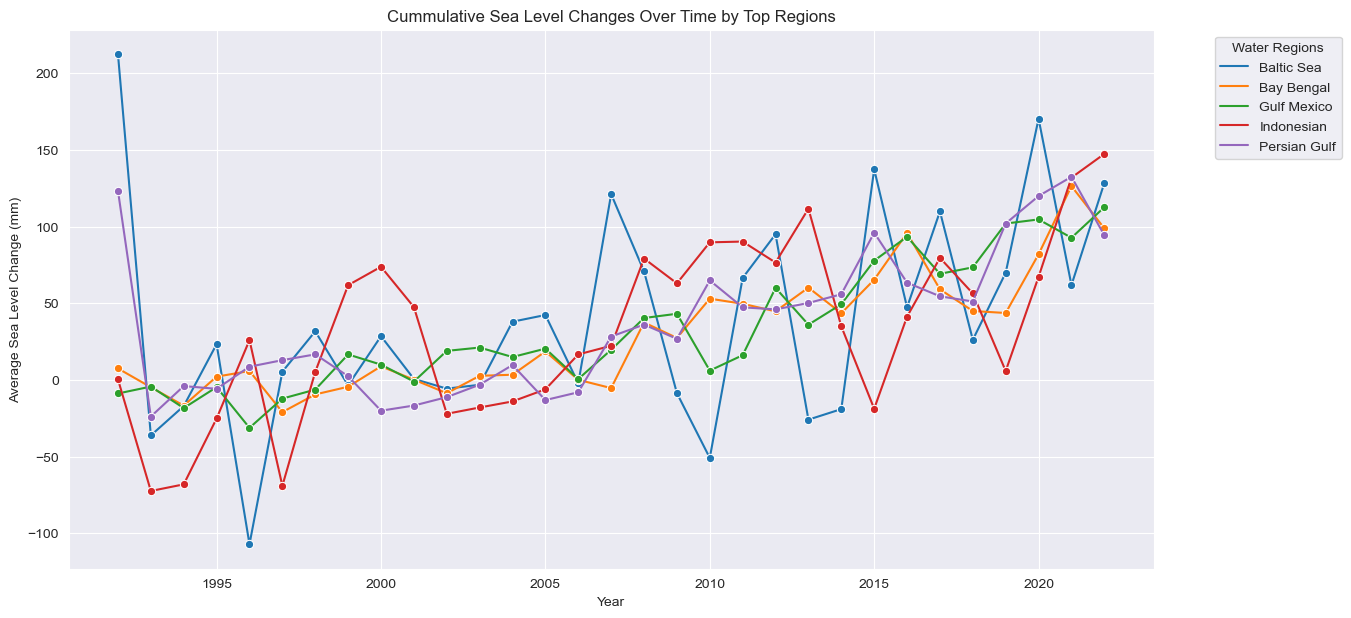 Cummulative Sea Level Changes Over Time by Top Regions
Water Regions
Baltic Sea
Bay Bengal
Gulf Mexico
Indonesian
Persian Gulf
Average Sea Level Change (mm)
200
150
100
50
0
−50
−100
1995
2000
2005
2010
2015
2020
Year